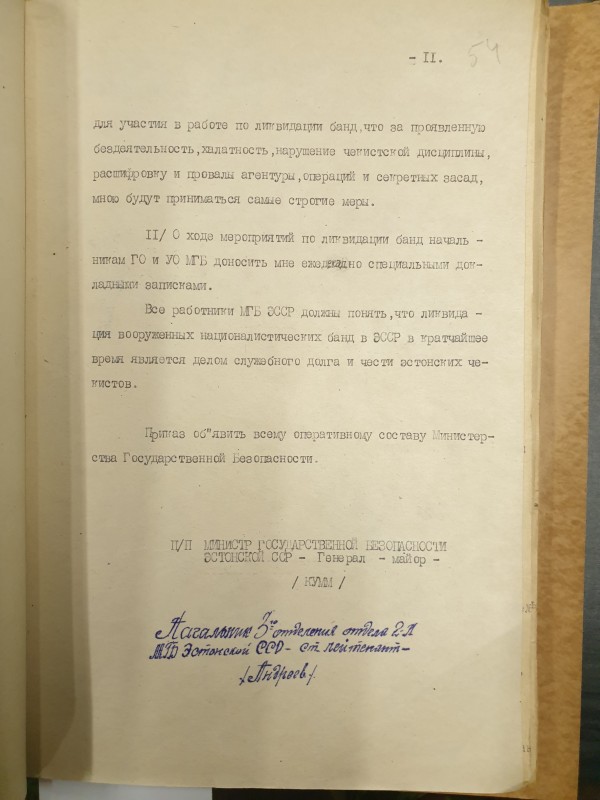 - II.
54
для участия в работе по ликвидации банд,что за проявленную
бездеятельность,халатность,нарушение чекистской дисциплины,
расшифровку и провалы агентуры,операций и секретных засад,
мною будут приниматься самые строгие меры.
II/ О ходе мероприятий по ликвидации банд началь -
никам ГО и УО МГБ доносить мне специальными док-
ладными записками.
Все работники МГБ ЭССР должны понять,что ликвида -
ция вооруженных националистических банд в ЭССР в кратчайшее
время является делом служебного долга и чести эстонских че-
кистов.
Приказ об"явить всему оперативному составу Министер-
ства Государственной Безопасности.
П/П МИНИСТР ГОСУДАРСТВЕННОЙ БЕЗОПАСНОСТИ
ЭСТОНСКОЙ ССР - Генерал - майор -
/ КУММ /
Начальник 3го отделения отдела 2-Л
МГБ Эстонской ССР - ст. лейтенант -
/Андреев/.